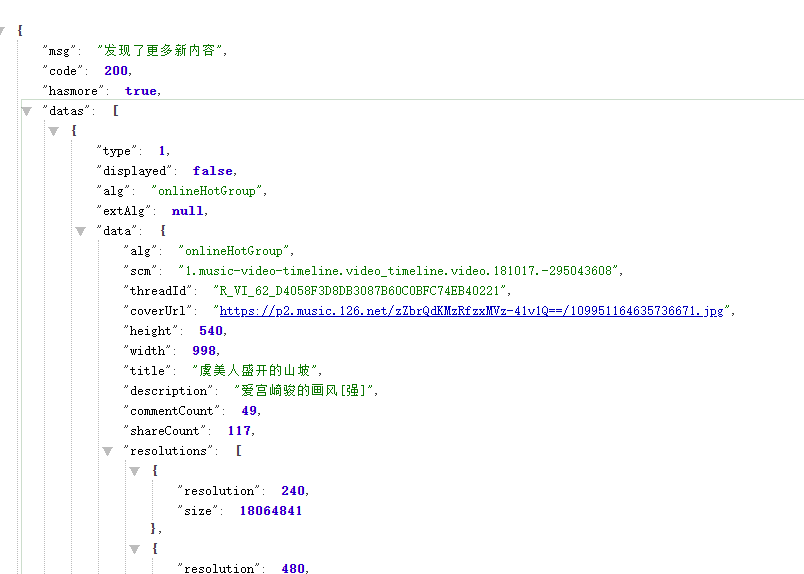 {
"msg": "发现了更多新内容",
"code": 200,
"hasmore": true,
"datas": [
{
"type": 1,
"displayed": false,
"alg": "onlineHotGroup",
"extAlg": null,
"data": {
"alg": "onlineHotGroup",
"scm": "1.music-video-timeline.video_timeline.video.181017.-295043608",
"threadId": "R_VI_62_D4058F3D8DB3087B60C0BFC74EB40221",
"coverUrl": "https://p2.music.126.net/zZbrQdKMzRfzxMVz-41v1Q==/109951164635736671.jpg",
"height": 540,
"width": 998,
"title": "虞美人盛开的山坡",
"description": "爱宫崎骏的画风[强]",
"commentCount": 49,
"shareCount": 117,
"resolutions": [
{
"resolution": 240,
"size": 18064841
},
{
"resolution": 480,